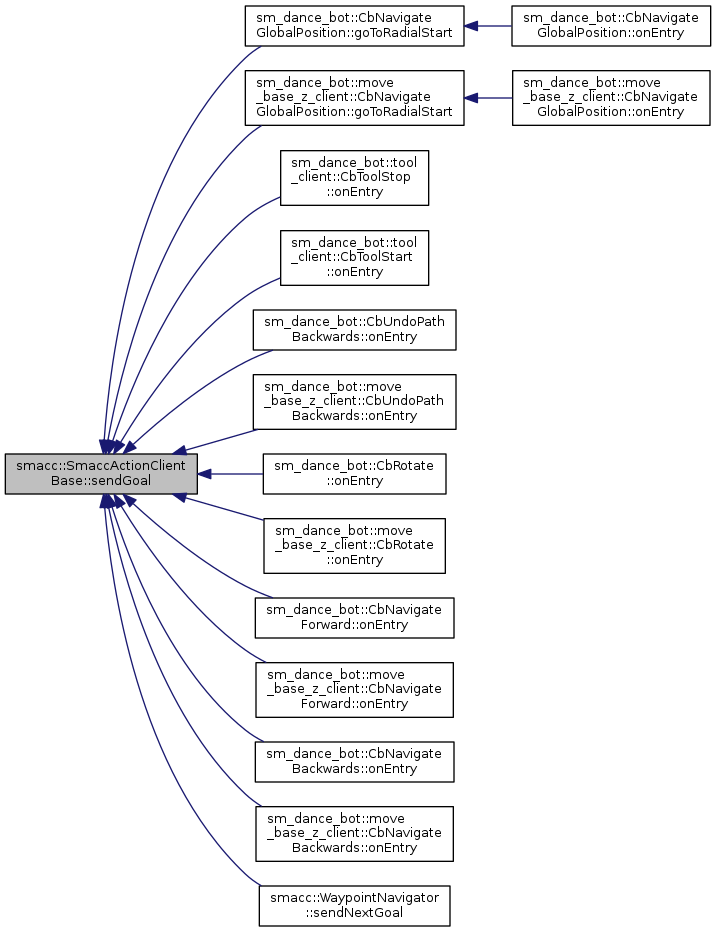 sm_dance_bot::CbNavigate
GlobalPosition::goToRadialStart
sm_dance_bot::CbNavigate
GlobalPosition::onEntry
sm_dance_bot::move
_base_z_client::CbNavigate
GlobalPosition::goToRadialStart
sm_dance_bot::move
_base_z_client::CbNavigate
GlobalPosition::onEntry
sm_dance_bot::tool
_client::CbToolStop
::onEntry
sm_dance_bot::tool
_client::CbToolStart
::onEntry
sm_dance_bot::CbUndoPath
Backwards::onEntry
sm_dance_bot::move
_base_z_client::CbUndoPath
Backwards::onEntry
smacc::SmaccActionClient
Base::sendGoal
sm_dance_bot::CbRotate
::onEntry
sm_dance_bot::move
_base_z_client::CbRotate
::onEntry
sm_dance_bot::CbNavigate
Forward::onEntry
sm_dance_bot::move
_base_z_client::CbNavigate
Forward::onEntry
sm_dance_bot::CbNavigate
Backwards::onEntry
sm_dance_bot::move
_base_z_client::CbNavigate
Backwards::onEntry
smacc::WaypointNavigator
::sendNextGoal